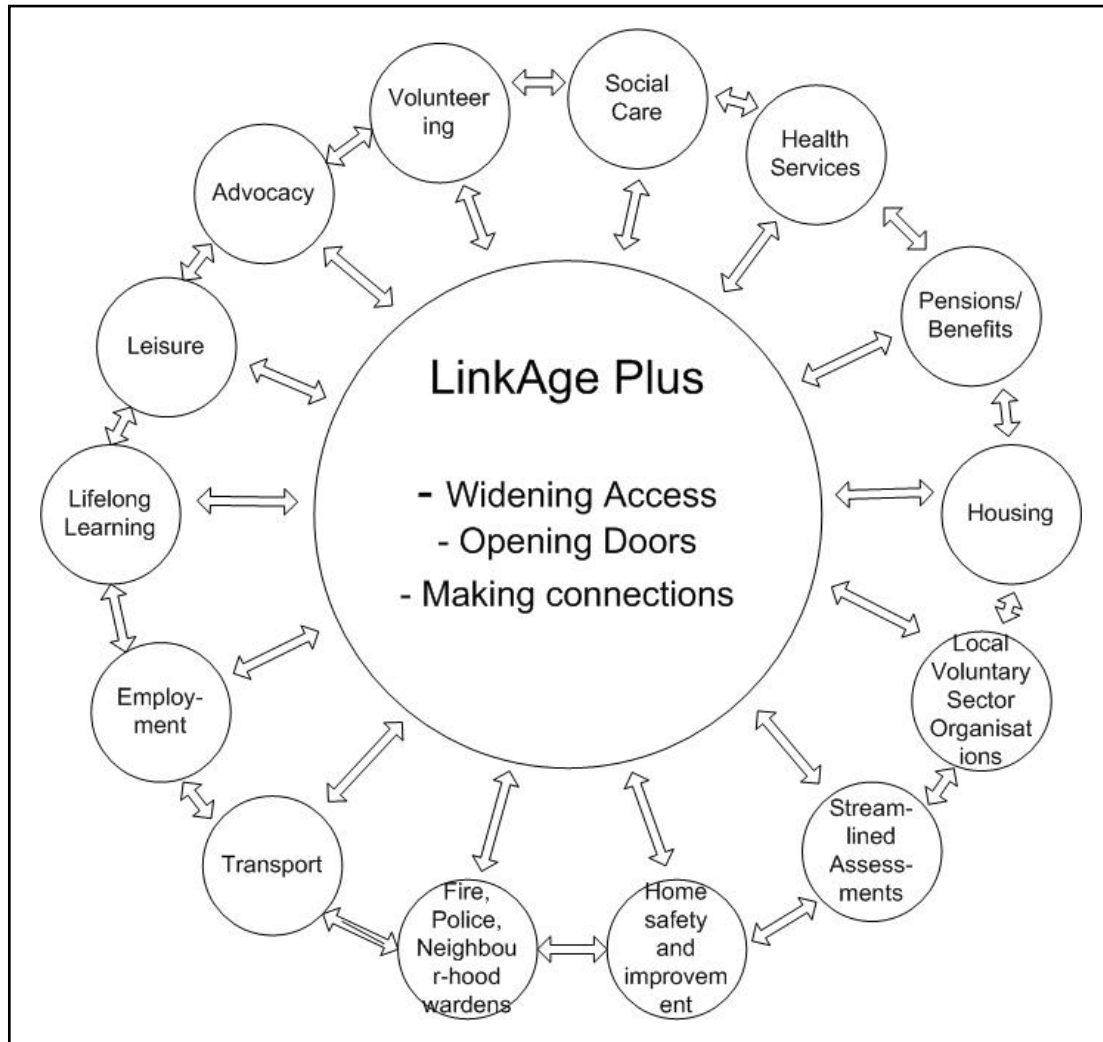 Volunteer
ing
Social
Care
Health
Services
Advocacy
Pensions/
Benefits
Leisure
LinkAge Plus
- Widening Access
- Opening Doors
- Making connections
Lifelong
Learning
Housing
Employ-
ment
Local
Voluntary
Sector
Organisat
ions
Transport
Stream-
lined
Assess-
ments
Fire,
Police,
Neighbou
r-hood
wardens
Home
safety
and
improvem
ent